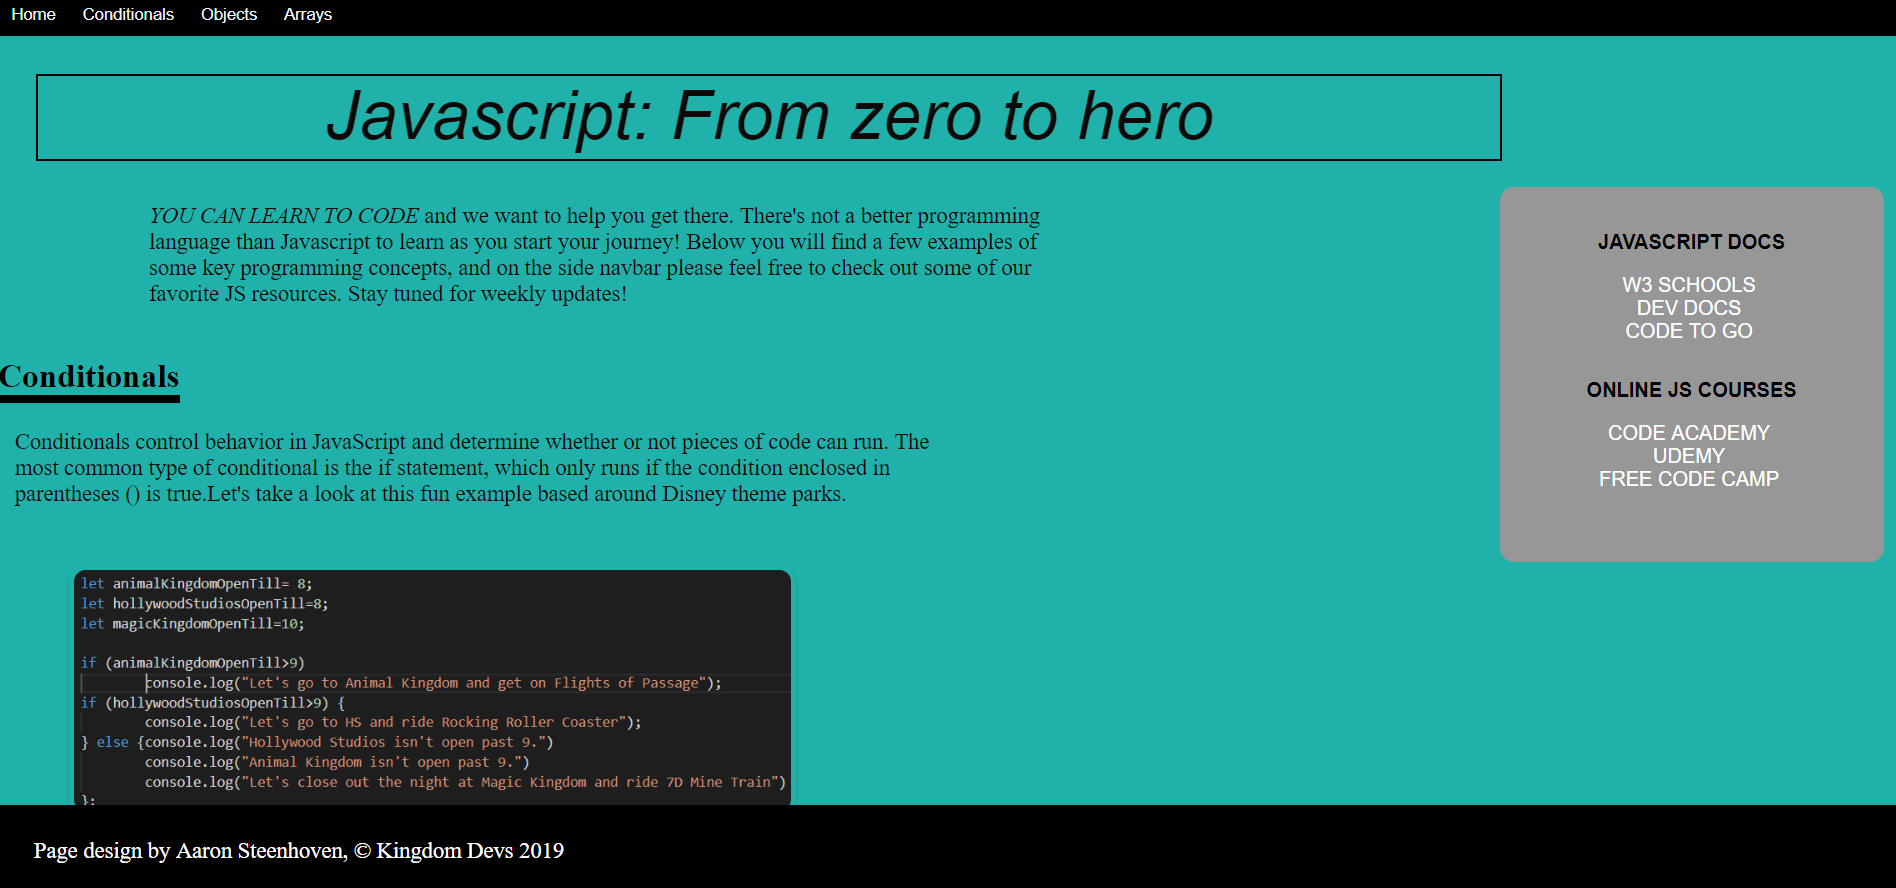 Home Conditionals Objects Arrays
Javascript: From zero to hero
YOU CAN LEARN TO CODE and we want to help you get there. There's not a better programming
language than Javascript to learn as you start your journey! Below you will find a few examples of
some key programming concepts, and on the side navbar please feel free to check out some of our
favorite JS resources. Stay tuned for weekly updates!
JAVASCRIPT DOCS
W3 SCHOOLS
DEV DOCS
CODE TO GO
ONLINE JS COURSES
CODE ACADEMY
UDEMY
FREE CODE CAMP
Conditionals
Conditionals control behavior in JavaScript and determine whether or not pieces of code can run. The
most common type of conditional is the if statement, which only runs if the condition enclosed in
parentheses () is true.Let's take a look at this fun example based around Disney theme parks.
let animalKingdomOpenTill= 8;
let hollywoodStudiosOpenTill=8;
let magicKingdomOpenTill=10;
if (animalKingdomOpenTill>9)
console.log("Let's go to Animal Kingdom and get on Flights of Passage");
if (hollywoodStudiosOpenTill>9) {
console.log("Let's go to HS and ride Rocking Roller Coaster");
} else {console.log("Hollywood Studios isn't open past 9.")
console.log("Animal Kingdom isn't open past 9.")
console.log("Let's close out the night at Magic Kingdom and ride 7D Mine Train")
};
Page design by Aaron Steenhoven, © Kingdom Devs 2019